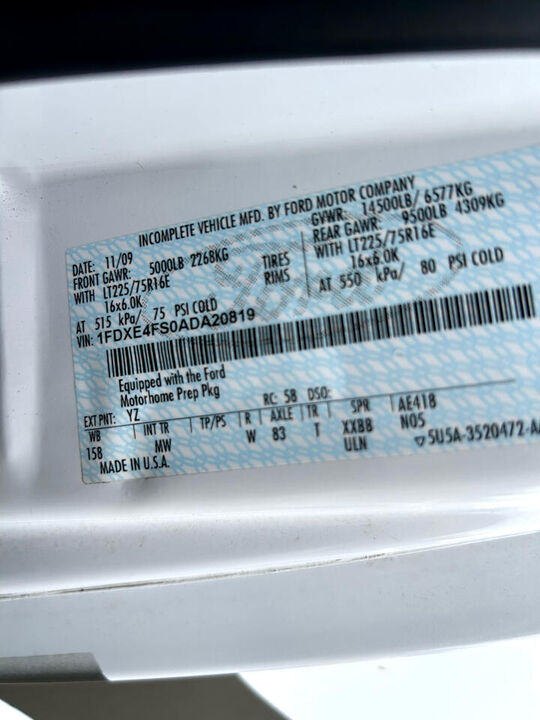 INCOMPLETE VEHICLE MFD. BY FORD MOTOR COMPANY
DATE: 11/09 GVWR: 14500LB/ 6577KG
FRONT GAWR: 5000LB 2268KG REAR GAWR: 9500LB 4309KG
WITH LT225/75R16E TIRES WITH LT225/75R16E
16x6.0K RIMS 16x6.0K
AT 515 kPa/ 75 PSI COLD AT 550 kPa/ 80 PSI COLD
VIN: 1FDXE4FS0ADA20819
Equipped with the Ford
Motorhome Prep Pkg
EXT PNT: YZ RC: 58 DSO:
WB INT TR TP/PS R AXLE TR SPR AE418
158 MW W 83 T XXBB N05
MADE IN U.S.A. ULN 5U5A-3520472-A